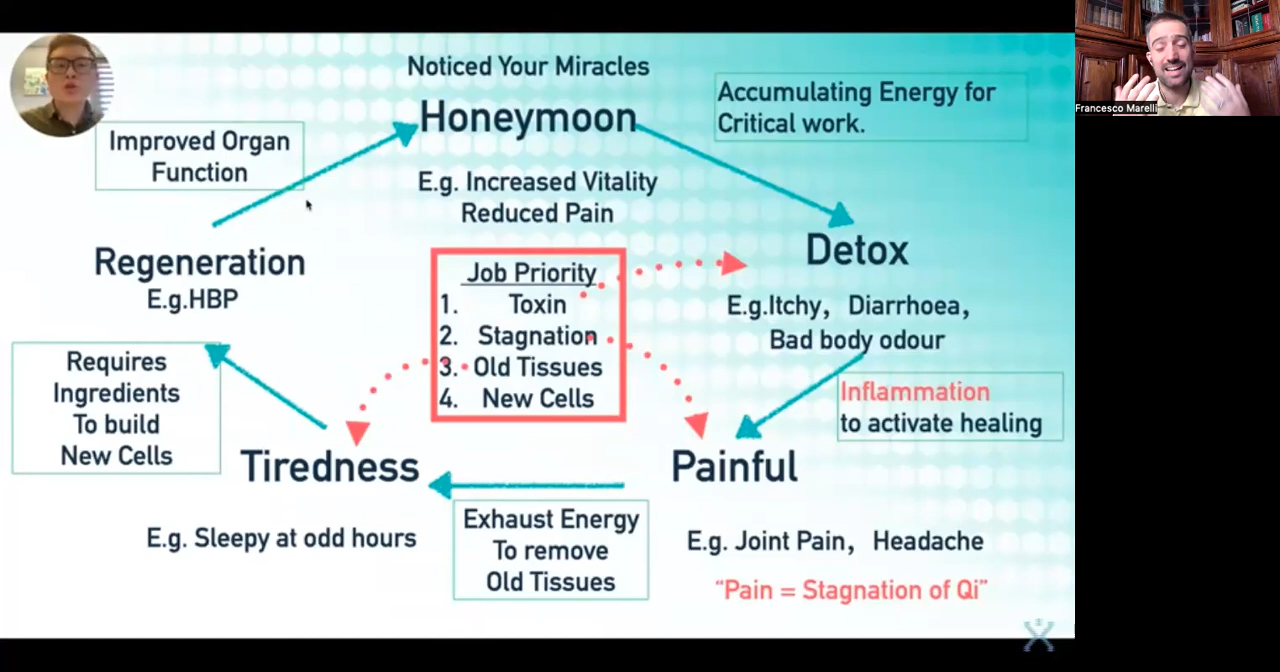 Noticed Your Miracles
Honeymoon
E.g. Increased Vitality
Reduced Pain
Accumulating Energy for
Critical work.
Detox
E.g.Itchy, Diarrhoea,
Bad body odour
Inflammation
to activate healing
Painful
E.g. Joint Pain, Headache
"Pain = Stagnation of Qi"
Exhaust Energy
To remove
Old Tissues
Tiredness
E.g. Sleepy at odd hours
Requires
Ingredients
To build
New Cells
Regeneration
E.g.HBP
Improved Organ
Function
Job Priority
1. Toxin
2. Stagnation
3. Old Tissues
4. New Cells
Francesco Marelli